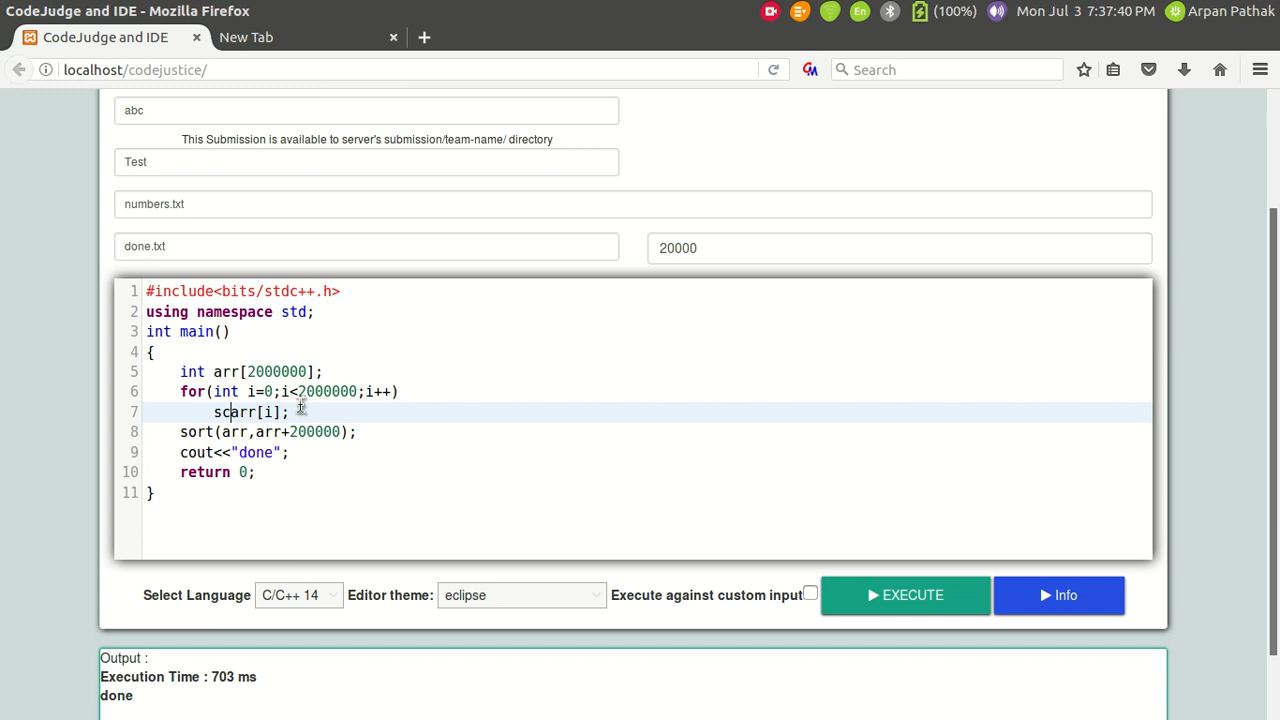 CodeJudge and IDE - Mozilla Firefox
En
(100%)
Mon Jul 3 7:37:40 PM
Arpan Pathak
CodeJudge and IDE
New Tab
localhost/codejustice/
Search
abc
This Submission is available to server's submission/team-name/ directory
Test
numbers.txt
done.txt
20000
1 #include<bits/stdc++.h>
2 using namespace std;
3 int main()
4 {
5 int arr[2000000];
6 for(int i=0;i<2000000;i++)
7 scarr[i];
8 sort(arr,arr+200000);
9 cout<<"done";
10 return 0;
11 }
Select Language
C/C++ 14
Editor theme:
eclipse
Execute against custom input
EXECUTE
Info
Output :
Execution Time : 703 ms
done